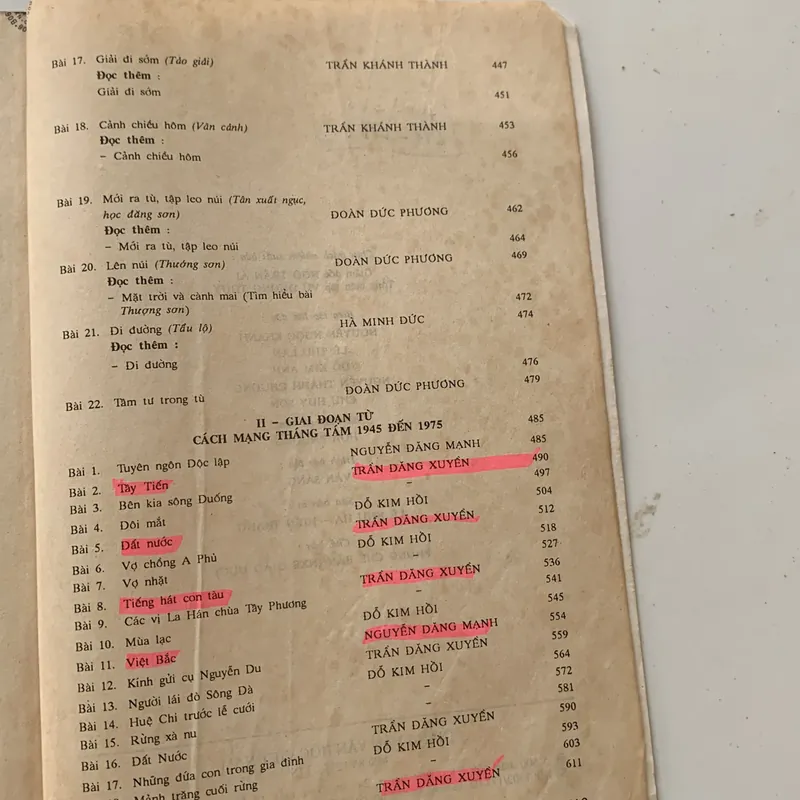 Bài 17. Giải đi sớm (Tảo giải) TRẦN KHÁNH THÀNH 447
Đọc thêm :
Giải đi sớm 451
Bài 18. Cảnh chiều hôm (Vãn cảnh) TRẦN KHÁNH THÀNH 453
Đọc thêm :
– Cảnh chiều hôm 456
Bài 19. Mới ra tù, tập leo núi (Tân xuất ngục, học đăng sơn) ĐOÀN ĐỨC PHƯƠNG 462
Đọc thêm :
– Mới ra tù, tập leo núi 464
Bài 20. Lên núi (Thướng sơn) ĐOÀN ĐỨC PHƯƠNG 469
Đọc thêm :
– Mặt trời và cành mai (Tìm hiểu bài Thượng sơn) 472
Bài 21. Đi đường (Tẩu lộ) HÀ MINH ĐỨC 474
Đọc thêm :
– Đi đường 476
Bài 22. Tâm tư trong tù ĐOÀN ĐỨC PHƯƠNG 479
II – GIAI ĐOẠN TỪ
CÁCH MẠNG THÁNG TÁM 1945 ĐẾN 1975 485
Bài 1. Tuyên ngôn Độc lập NGUYỄN ĐĂNG MẠNH 485
Bài 2. Tây Tiến TRẦN ĐĂNG XUYỀN 490
Bài 3. Bên kia sông Đuống – 497
Bài 4. Đôi mắt ĐỖ KIM HỒI 504
Bài 5. Đất nước TRẦN ĐĂNG XUYỀN 512
Bài 6. Vợ chồng A Phủ ĐỖ KIM HỒI 518
Bài 7. Vợ nhặt – 527
Bài 8. Tiếng hát con tàu TRẦN ĐĂNG XUYỀN 536
Bài 9. Các vị La Hán chùa Tây Phương 541
Bài 10. Mùa lạc ĐỖ KIM HỒI 545
Bài 11. Việt Bắc NGUYỄN ĐĂNG MẠNH 554
Bài 12. Kính gửi cụ Nguyễn Du TRẦN ĐĂNG XUYỀN 559
Bài 13. Người lái đò Sông Đà ĐỖ KIM HỒI 564
Bài 14. Huệ Chi trước lễ cưới – 572
Bài 15. Rừng xà nu – 581
Bài 16. Đất Nước TRẦN ĐĂNG XUYỀN 590
Bài 17. Những đứa con trong gia đình ĐỖ KIM HỒI 593
Mảnh trăng cuối rừng – 603
TRẦN ĐĂNG XUYỀN 611